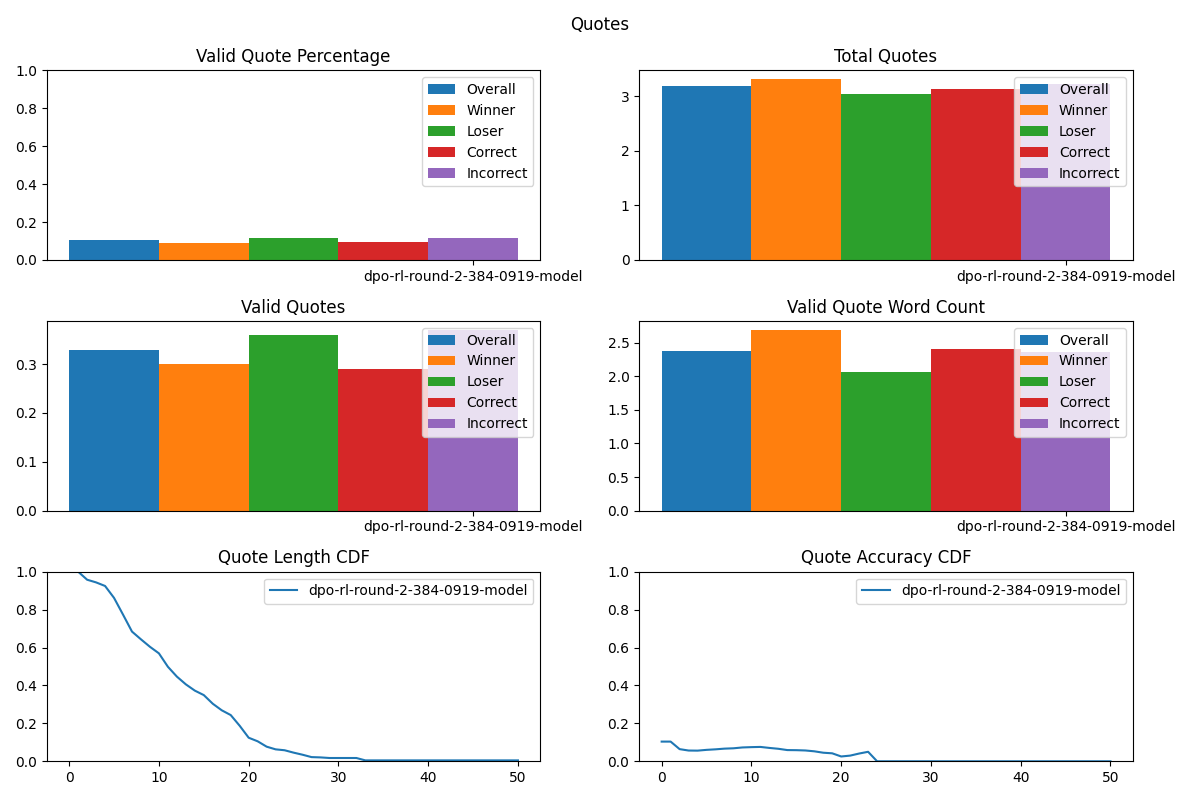 Quotes
Valid Quote Percentage
1.0
0.8
0.6
0.4
0.2
0.0
Overall
Winner
Loser
Correct
Incorrect
dpo-rl-round-2-384-0919-model
Total Quotes
3
2
1
0
Overall
Winner
Loser
Correct
Incorrect
dpo-rl-round-2-384-0919-model
Valid Quotes
0.3
0.2
0.1
0.0
Overall
Winner
Loser
Correct
Incorrect
dpo-rl-round-2-384-0919-model
Valid Quote Word Count
2.5
2.0
1.5
1.0
0.5
0.0
Overall
Winner
Loser
Correct
Incorrect
dpo-rl-round-2-384-0919-model
Quote Length CDF
1.0
0.8
0.6
0.4
0.2
0.0
dpo-rl-round-2-384-0919-model
0 10 20 30 40 50
Quote Accuracy CDF
1.0
0.8
0.6
0.4
0.2
0.0
dpo-rl-round-2-384-0919-model
0 10 20 30 40 50